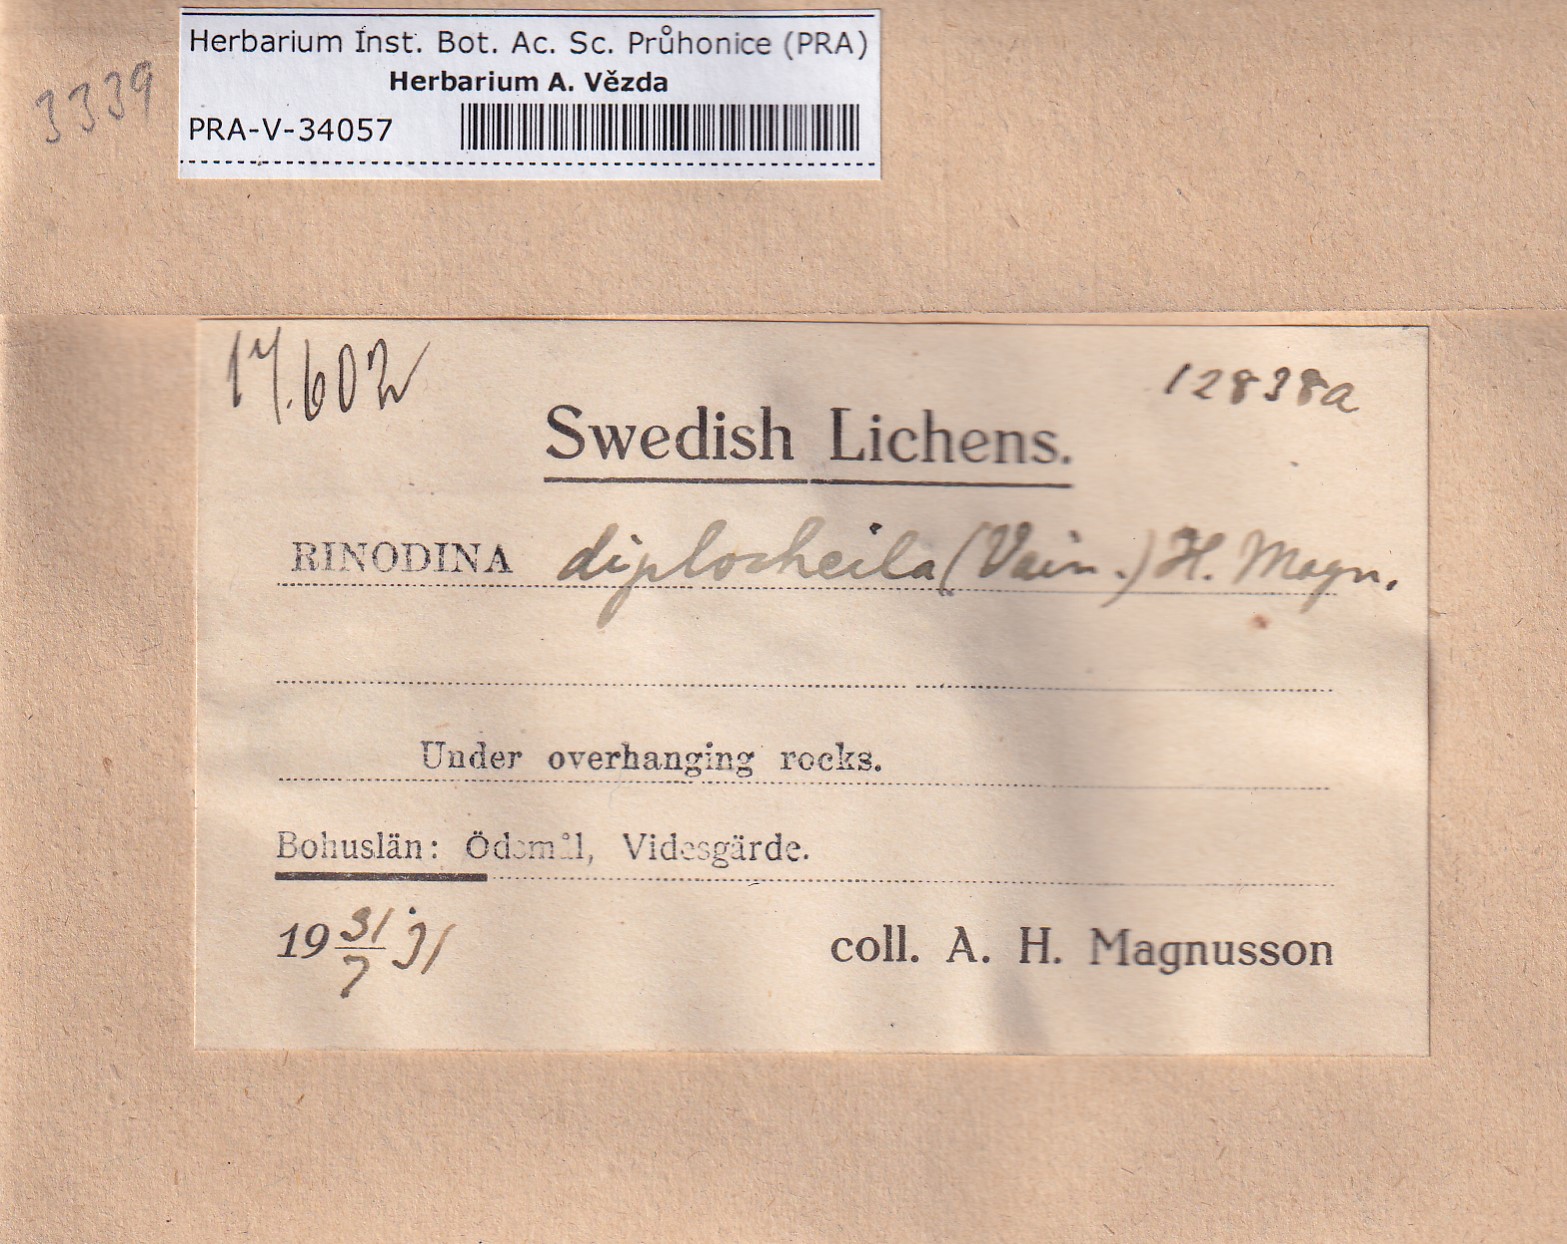 3339
Herbarium Inst. Bot. Ac. Sc. Průhonice (PRA)
Herbarium A. Vězda
PRA-V-34057
14.602
12838a
Swedish Lichens.
RINODINA diplocheila (Vain.) H. Magn.
Under overhanging rocks.
Bohuslän: Ödsmål, Videsgärde.
19 31/7 31
coll. A. H. Magnusson